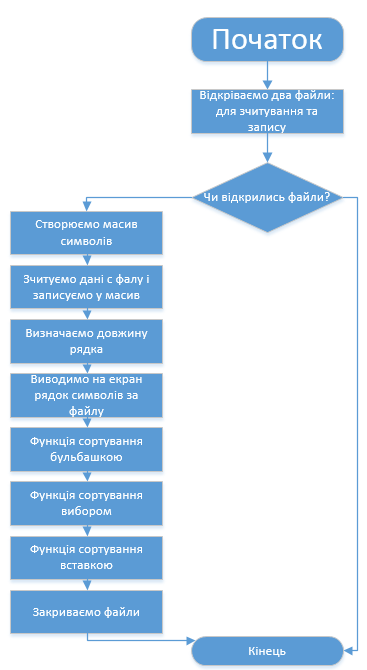 Початок
Відкріваємо два файли:
для зчитування та
запису
Чи відкрились файли?
Створюємо масив
символів
Зчитуємо дані с фалу і
записуємо у масив
Визначаємо довжину
рядка
Виводимо на екран
рядок символів за
файлу
Функція сортування
бульбашкою
Функція сортування
вибором
Функція сортування
вставкою
Закриваємо файли
Кінець